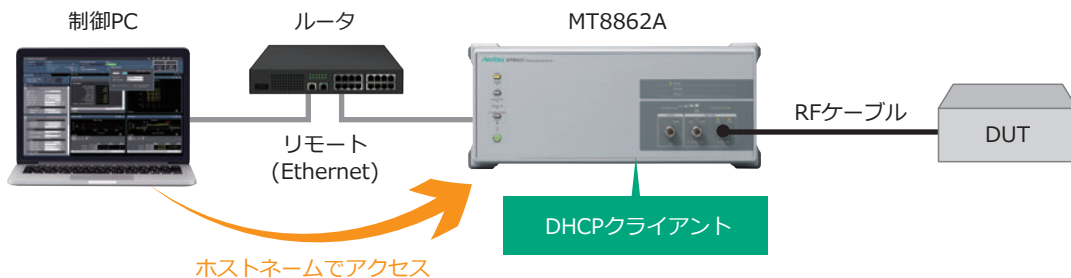 制御PC
ルータ
MT8862A
Anritsu
リモート
(Ethernet)
RFケーブル
DUT
DHCPクライアント
ホストネームでアクセス